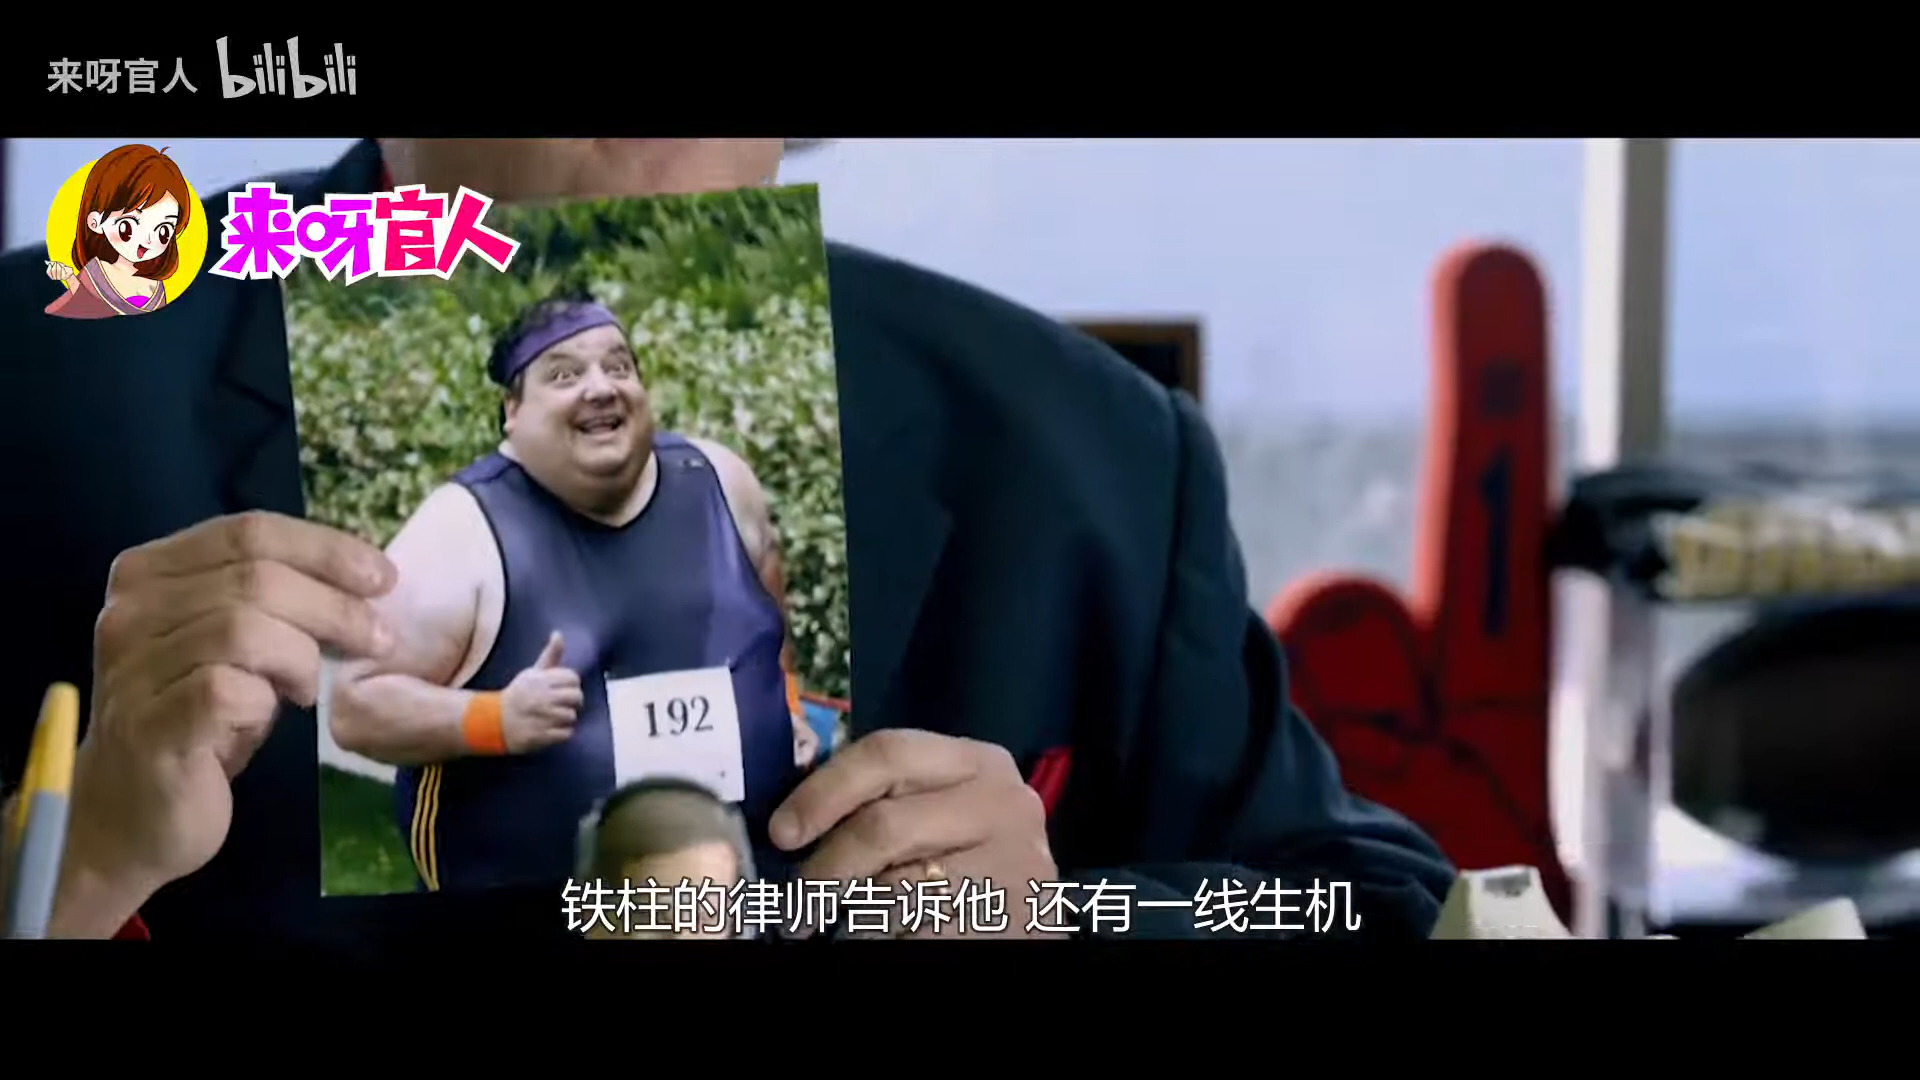 来呀官人 bilibili
来呀官人
192
1
铁柱的律师告诉他 还有一线生机